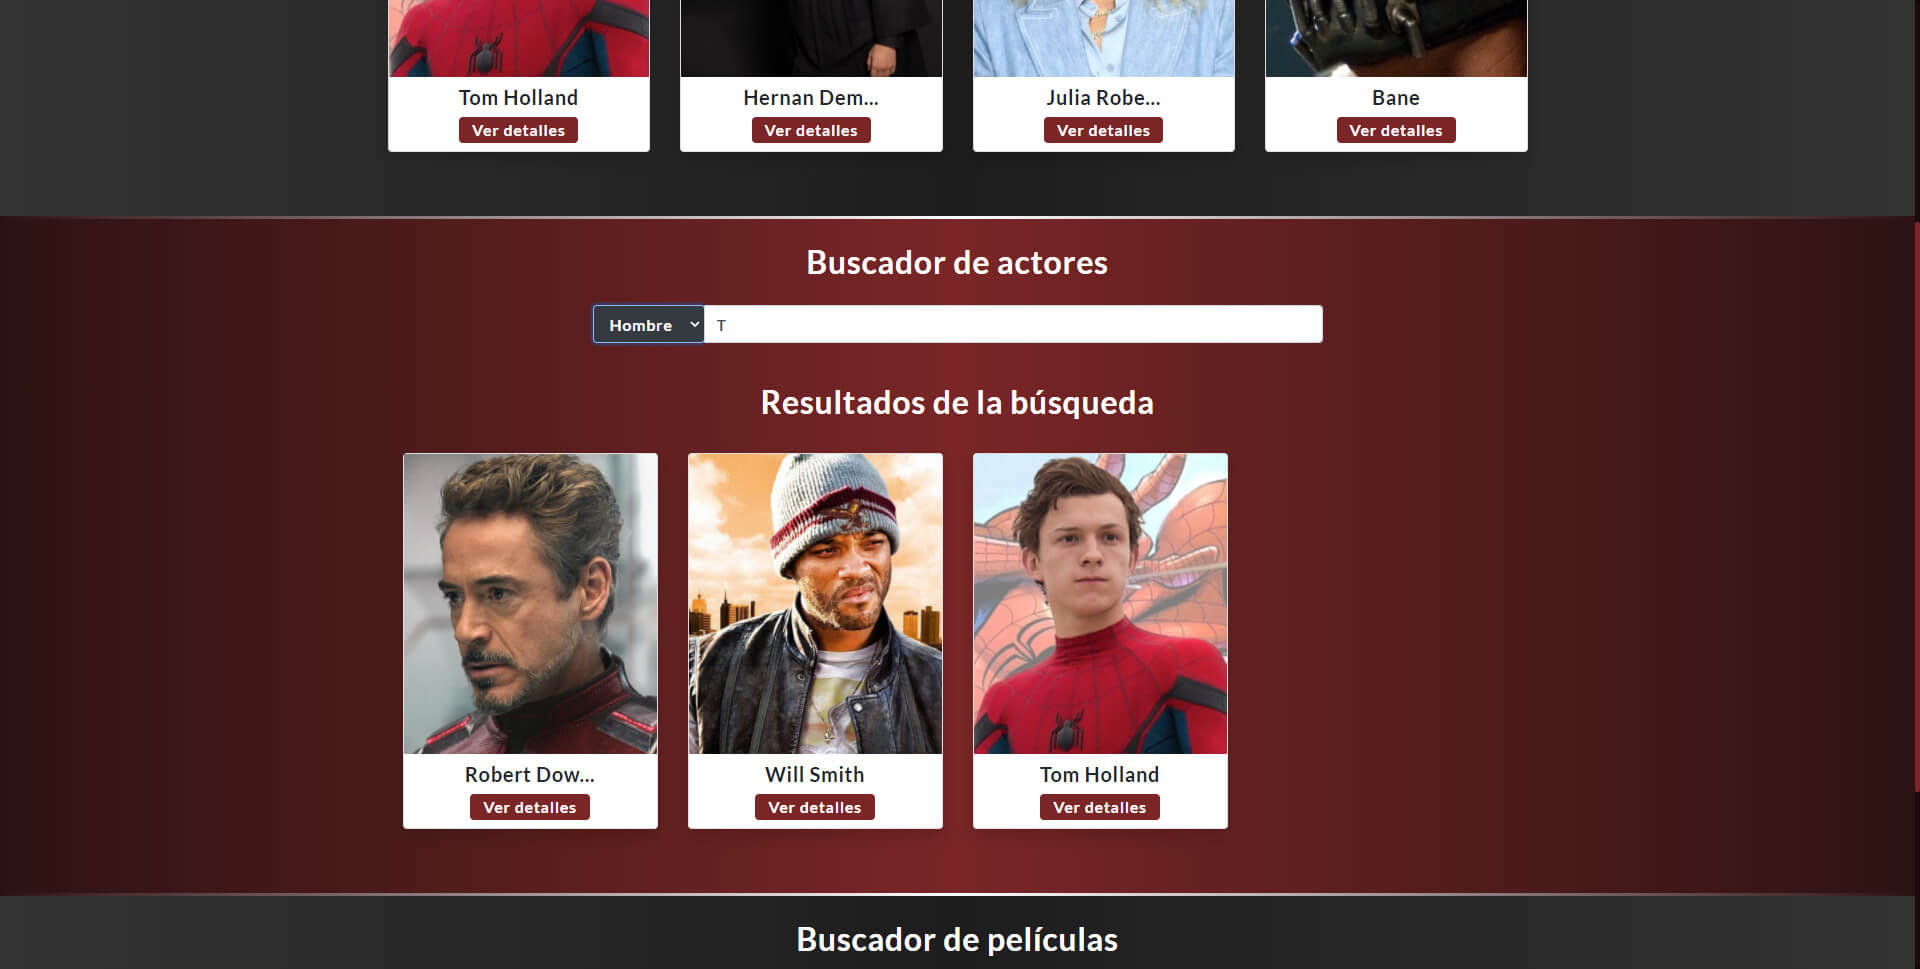 Tom Holland
Hernan Dem...
Julia Robe...
Bane
Ver detalles
Ver detalles
Ver detalles
Ver detalles
Buscador de actores
Hombre
T
Resultados de la búsqueda
Robert Dow...
Will Smith
Tom Holland
Ver detalles
Ver detalles
Ver detalles
Buscador de películas